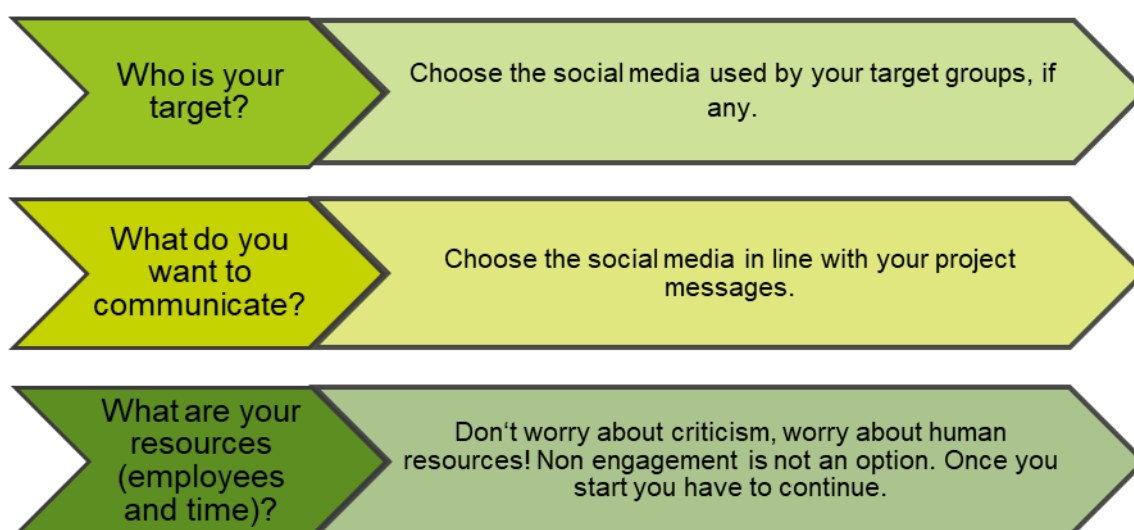 Who is your
target?
Choose the social media used by your target groups, if
any.
What do you
want to
communicate?
Choose the social media in line with your project
messages.
What are your
resources
(employees
and time)?
Don‘t worry about criticism, worry about human
resources! Non engagement is not an option. Once you
start you have to continue.